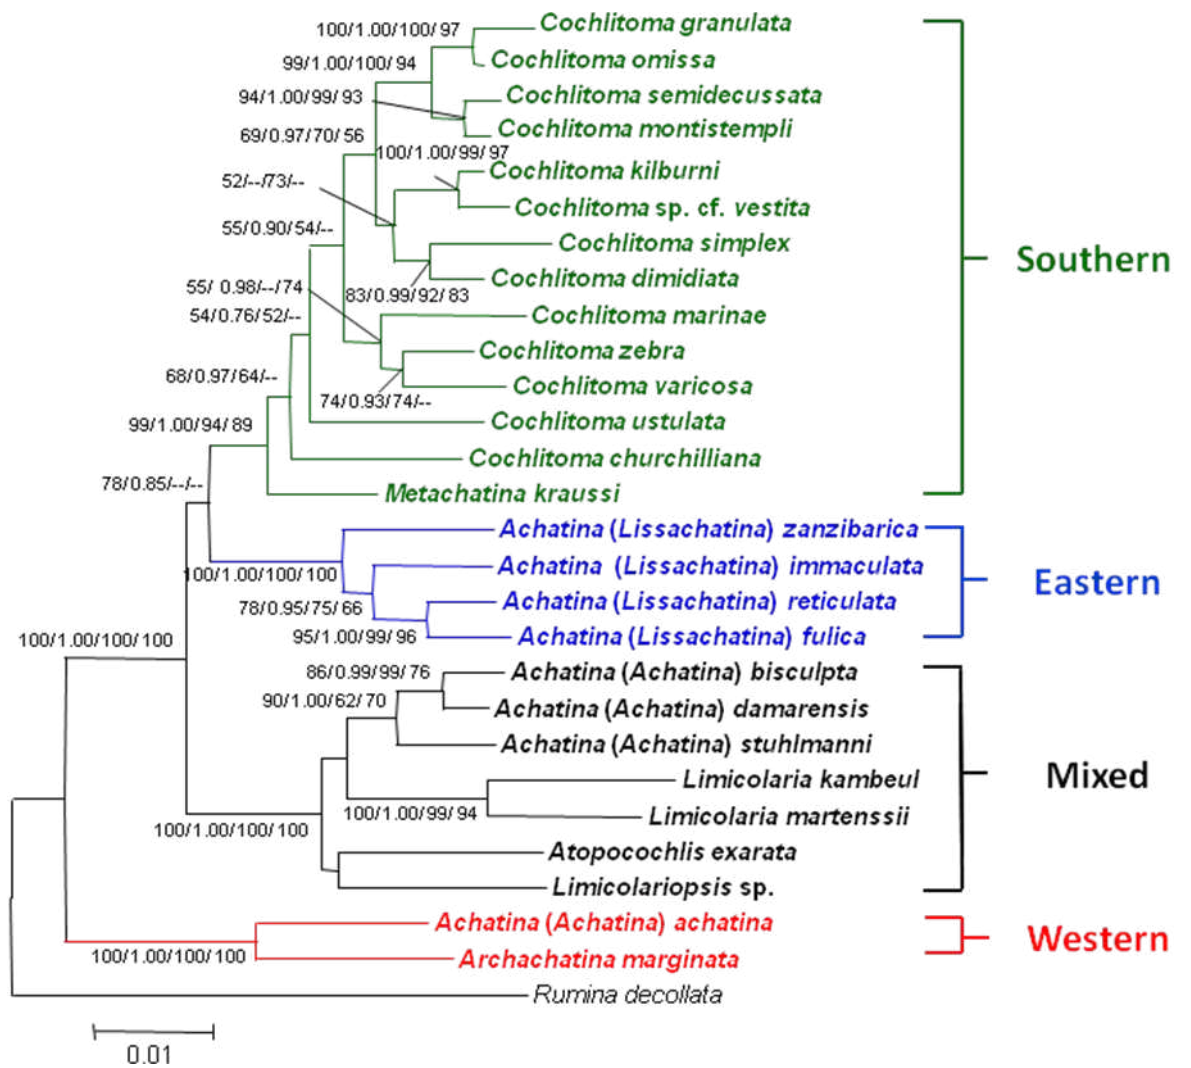 100/1.00/100/ 97
Cochlitoma granulata
99/1.00/100/ 94
Cochlitoma omissa
94/1.00/99/ 93
Cochlitoma semidecussata
Cochlitoma montistempli
69/0.97/70/ 56
100/1.00/99/ 97
Cochlitoma kilburni
52/--/73/--
Cochlitoma sp. cf. vestita
55/0.90/54/--
Cochlitoma simplex
Southern
Cochlitoma dimidiata
55/ 0.98/--/ 74
83/0.99/92/ 83
54/0.76/52/--
Cochlitoma marinae
Cochlitoma zebra
68/0.97/64/--
Cochlitoma varicosa
74/0.93/74/--
99/1.00/94/ 89
Cochlitoma ustulata
Cochlitoma churchilliana
78/0.85/--/--
Metachatina kraussi
Achatina (Lissachatina) zanzibarica
100/1.00/100/ 100
Achatina (Lissachatina) immaculata
Eastern
78/0.95/75/ 66
Achatina (Lissachatina) reticulata
95/1.00/99/ 96
Achatina (Lissachatina) fulica
100/1.00/100/ 100
86/0.99/99/ 76
Achatina (Achatina) bisculpta
90/1.00/62/ 70
Achatina (Achatina) damarensis
Achatina (Achatina) stuhlmanni
Limicolaria kambeul
Mixed
100/1.00/99/ 94
Limicolaria martenssii
100/1.00/100/ 100
Atopocochlis exarata
Limicolariopsis sp.
Achatina (Achatina) achatina
Western
100/1.00/100/ 100
Archachatina marginata
Rumina decollata
0.01